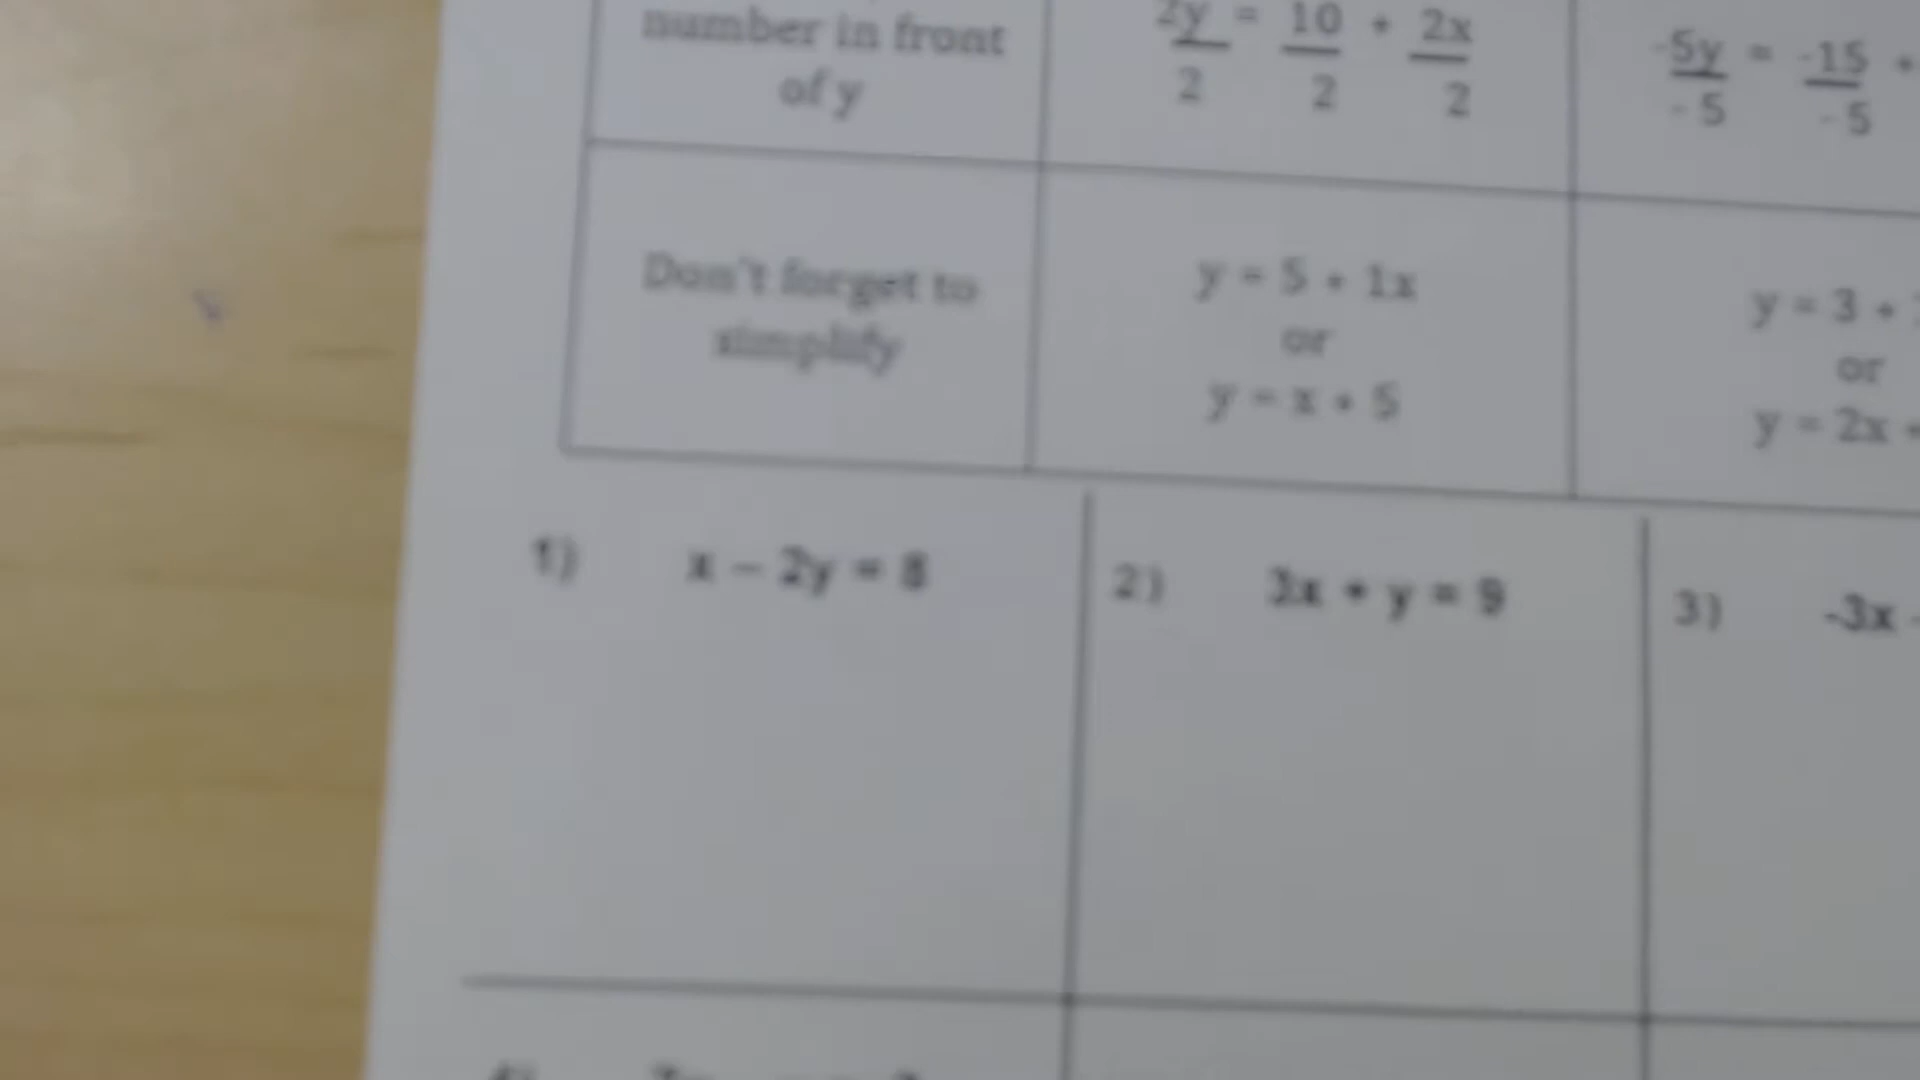 number in front
of y
2y = 10 + 2x
2 2 2
-5y = -15 +
-5 -5
Don't forget to
simplify
y = 5 + 1x
or
y = x + 5
y = 3 +
or
y = 2x +
1) x – 2y = 8
2) 3x + y = 9
3) -3x